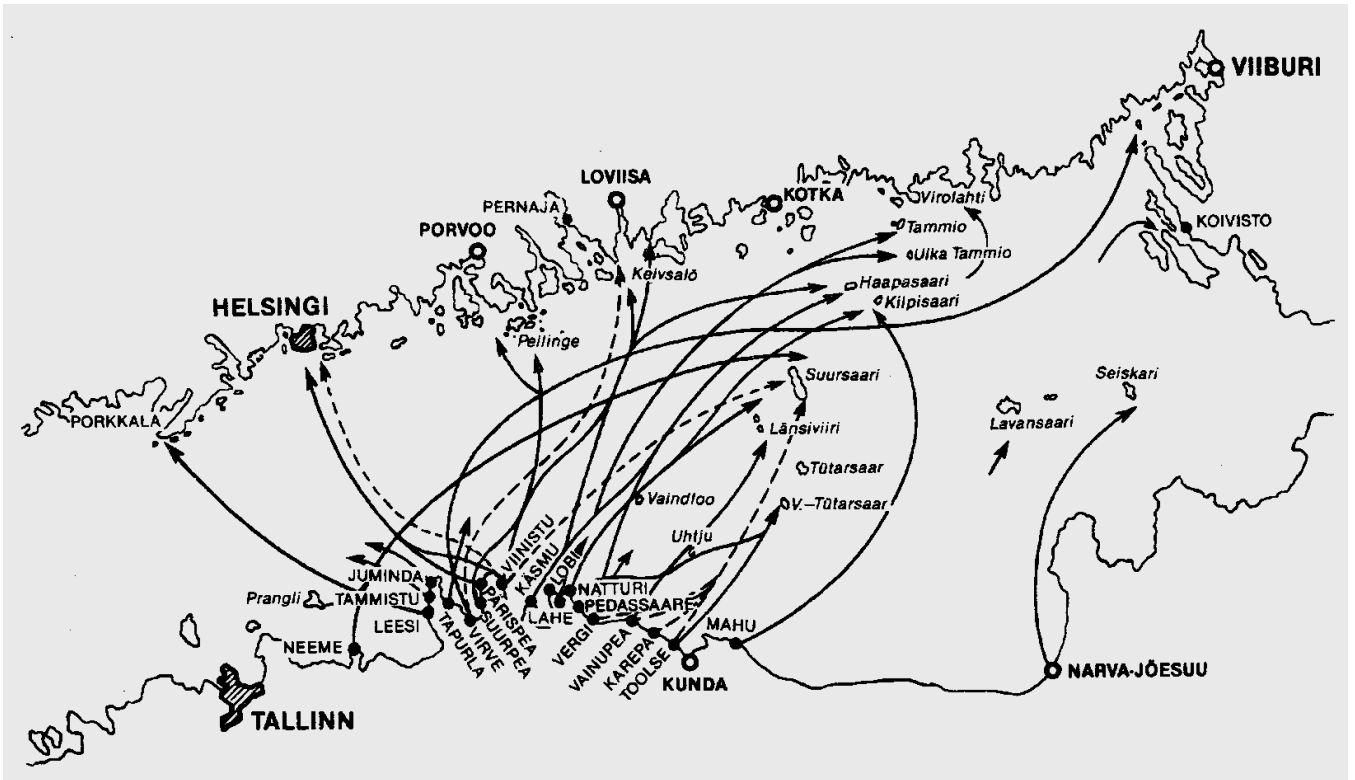 VIIBURI
LOVIISA
KOTKA
PERNAJA
Virolahti
PORVOO
Tammio
KOIVISTO
Ulka Tammio
Keivsalö
Haapasaari
Kilpisaari
HELSINGI
Pellinge
Suursaari
Seiskari
PORKKALA
Lavansaari
Länsiviiri
Tütarsaar
Vaindloo
V.–Tütarsaar
Uhtju
VIINISTU
KÄSMU
LOBI
JUMINDA
NATTURI
Prangli
TAMMISTU
PÄRISPEA
PEDASSAARE
LEESI
SUURPEA
LAHE
MAHU
NEEME
TAPURLA
VIRVE
VERGI
VAINUPEA
KAREPA
TOOLSE
KUNDA
NARVA-JÕESUU
TALLINN